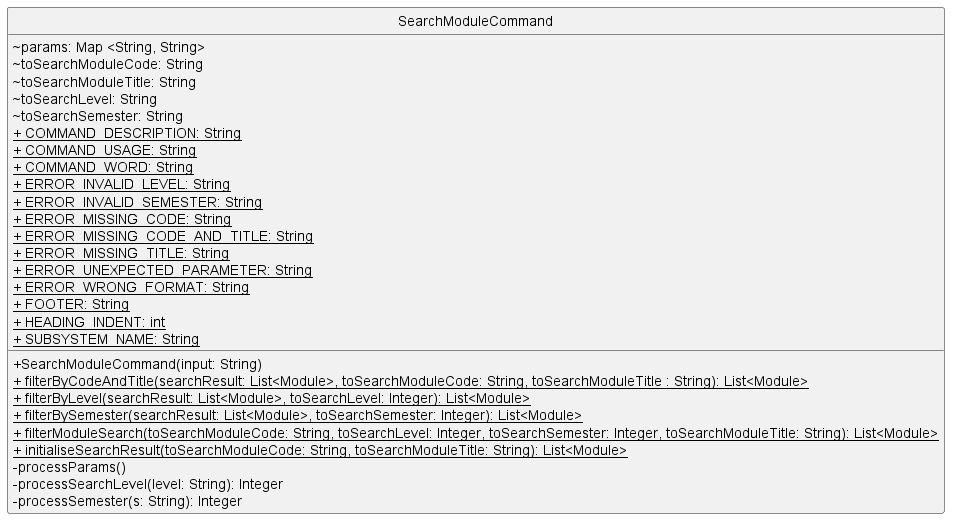 SearchModuleCommand
~params: Map <String, String>
~toSearchModuleCode: String
~toSearchModuleTitle: String
~toSearchLevel: String
~toSearchSemester: String
+ COMMAND_DESCRIPTION: String
+ COMMAND_USAGE: String
+ COMMAND_WORD: String
+ ERROR_INVALID_LEVEL: String
+ ERROR_INVALID_SEMESTER: String
+ ERROR_MISSING_CODE: String
+ ERROR_MISSING_CODE_AND_TITLE: String
+ ERROR_MISSING_TITLE: String
+ ERROR_UNEXPECTED_PARAMETER: String
+ ERROR_WRONG_FORMAT: String
+ FOOTER: String
+ HEADING_INDENT: int
+ SUBSYSTEM_NAME: String
+SearchModuleCommand(input: String)
+ filterByCodeAndTitle(searchResult: List<Module>, toSearchModuleCode: String, toSearchModuleTitle : String): List<Module>
+ filterByLevel(searchResult: List<Module>, toSearchLevel: Integer): List<Module>
+ filterBySemester(searchResult: List<Module>, toSearchSemester: Integer): List<Module>
+ filterModuleSearch(toSearchModuleCode: String, toSearchLevel: Integer, toSearchSemester: Integer, toSearchModuleTitle: String): List<Module>
+ initialiseSearchResult(toSearchModuleCode: String, toSearchModuleTitle: String): List<Module>
-processParams()
-processSearchLevel(level: String): Integer
-processSemester(s: String): Integer